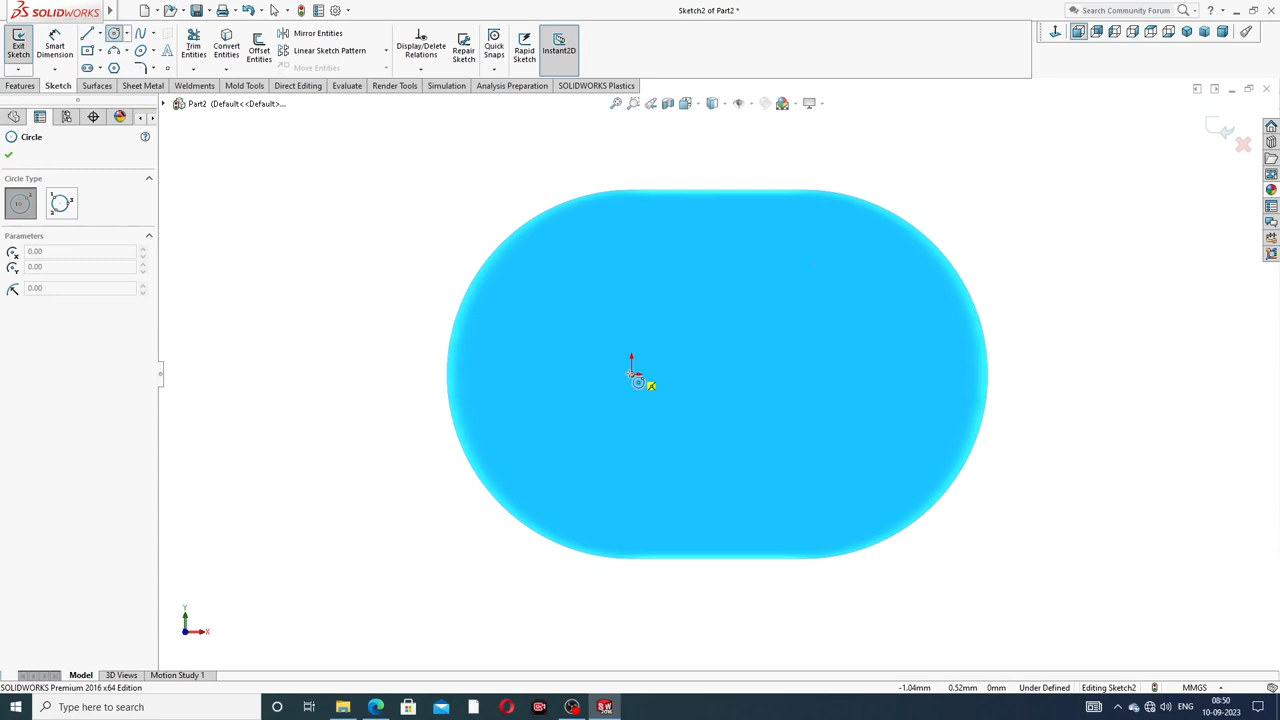 SOLIDWORKS
Sketch2 of Part2 *
Search Community Forum
?
Exit Sketch
Smart Dimension
Trim Entities
Convert Entities
Offset Entities
Mirror Entities
Linear Sketch Pattern
Move Entities
Display/Delete Relations
Repair Sketch
Quick Snaps
Rapid Sketch
Instant2D
Features
Sketch
Surfaces
Sheet Metal
Weldments
Mold Tools
Direct Editing
Evaluate
Render Tools
Simulation
Analysis Preparation
SOLIDWORKS Plastics
Part2 (Default<<Default>...
Circle
Circle Type
Parameters
0.00
0.00
0.00
Y
X
Model
3D Views
Motion Study 1
SOLIDWORKS Premium 2016 x64 Edition
-1.04mm
0.52mm
0mm
Under Defined
Editing Sketch2
MMGS
Type here to search
ENG
08:50
10-09-2023